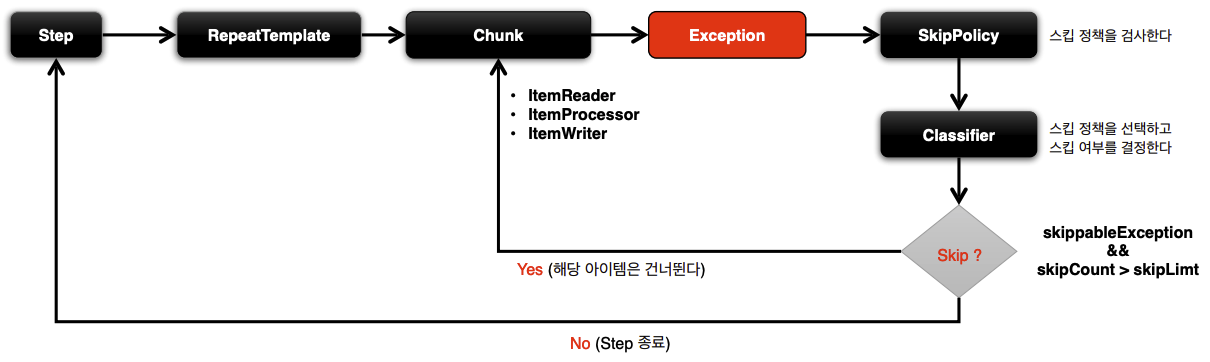 Step
RepeatTemplate
Chunk
Exception
SkipPolicy
스킵 정책을 검사한다
• ItemReader
• ItemProcessor
• ItemWriter
Classifier
스킵 정책을 선택하고
스킵 여부를 결정한다
Skip ?
skippableException
&&
skipCount > skipLimt
Yes (해당 아이템은 건너뛴다)
No (Step 종료)